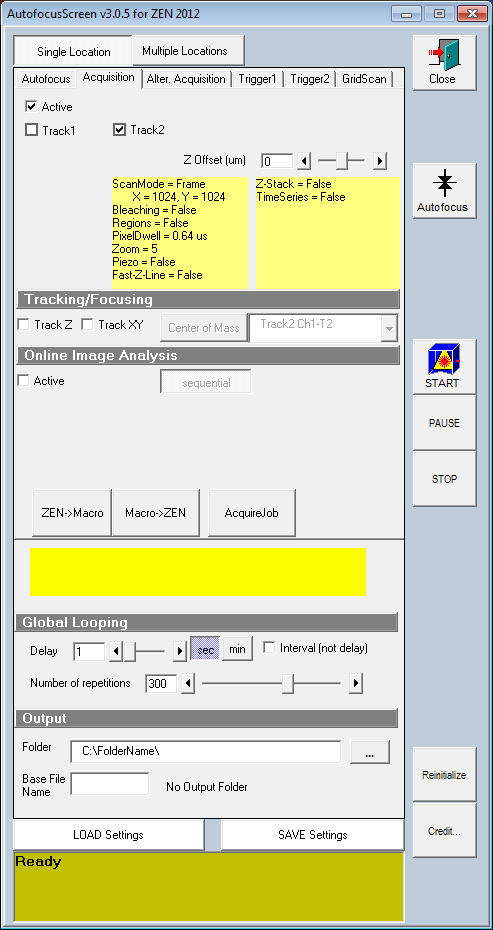 AutofocusScreen v3.0.5 for ZEN 2012
Single Location
Multiple Locations
Close
Autofocus
Acquisition
Alter. Acquisition
Trigger1
Trigger2
GridScan
Active
Track1
Track2
Z Offset (um)
0
ScanMode = Frame
X = 1024, Y = 1024
Bleaching = False
Regions = False
PixelDwell = 0.64 us
Zoom = 5
Piezo = False
Fast-Z-Line = False
Z-Stack = False
TimeSeries = False
Autofocus
Tracking/Focusing
Track Z
Track XY
Center of Mass
Track2 Ch1-T2
Online Image Analysis
Active
sequential
START
PAUSE
STOP
ZEN->Macro
Macro->ZEN
AcquireJob
Global Looping
Delay
1
sec
min
Interval (not delay)
Number of repetitions
300
Output
Folder
C:\FolderName\
...
Base File
Name
No Output Folder
Reinitialize
Credit...
LOAD Settings
SAVE Settings
Ready